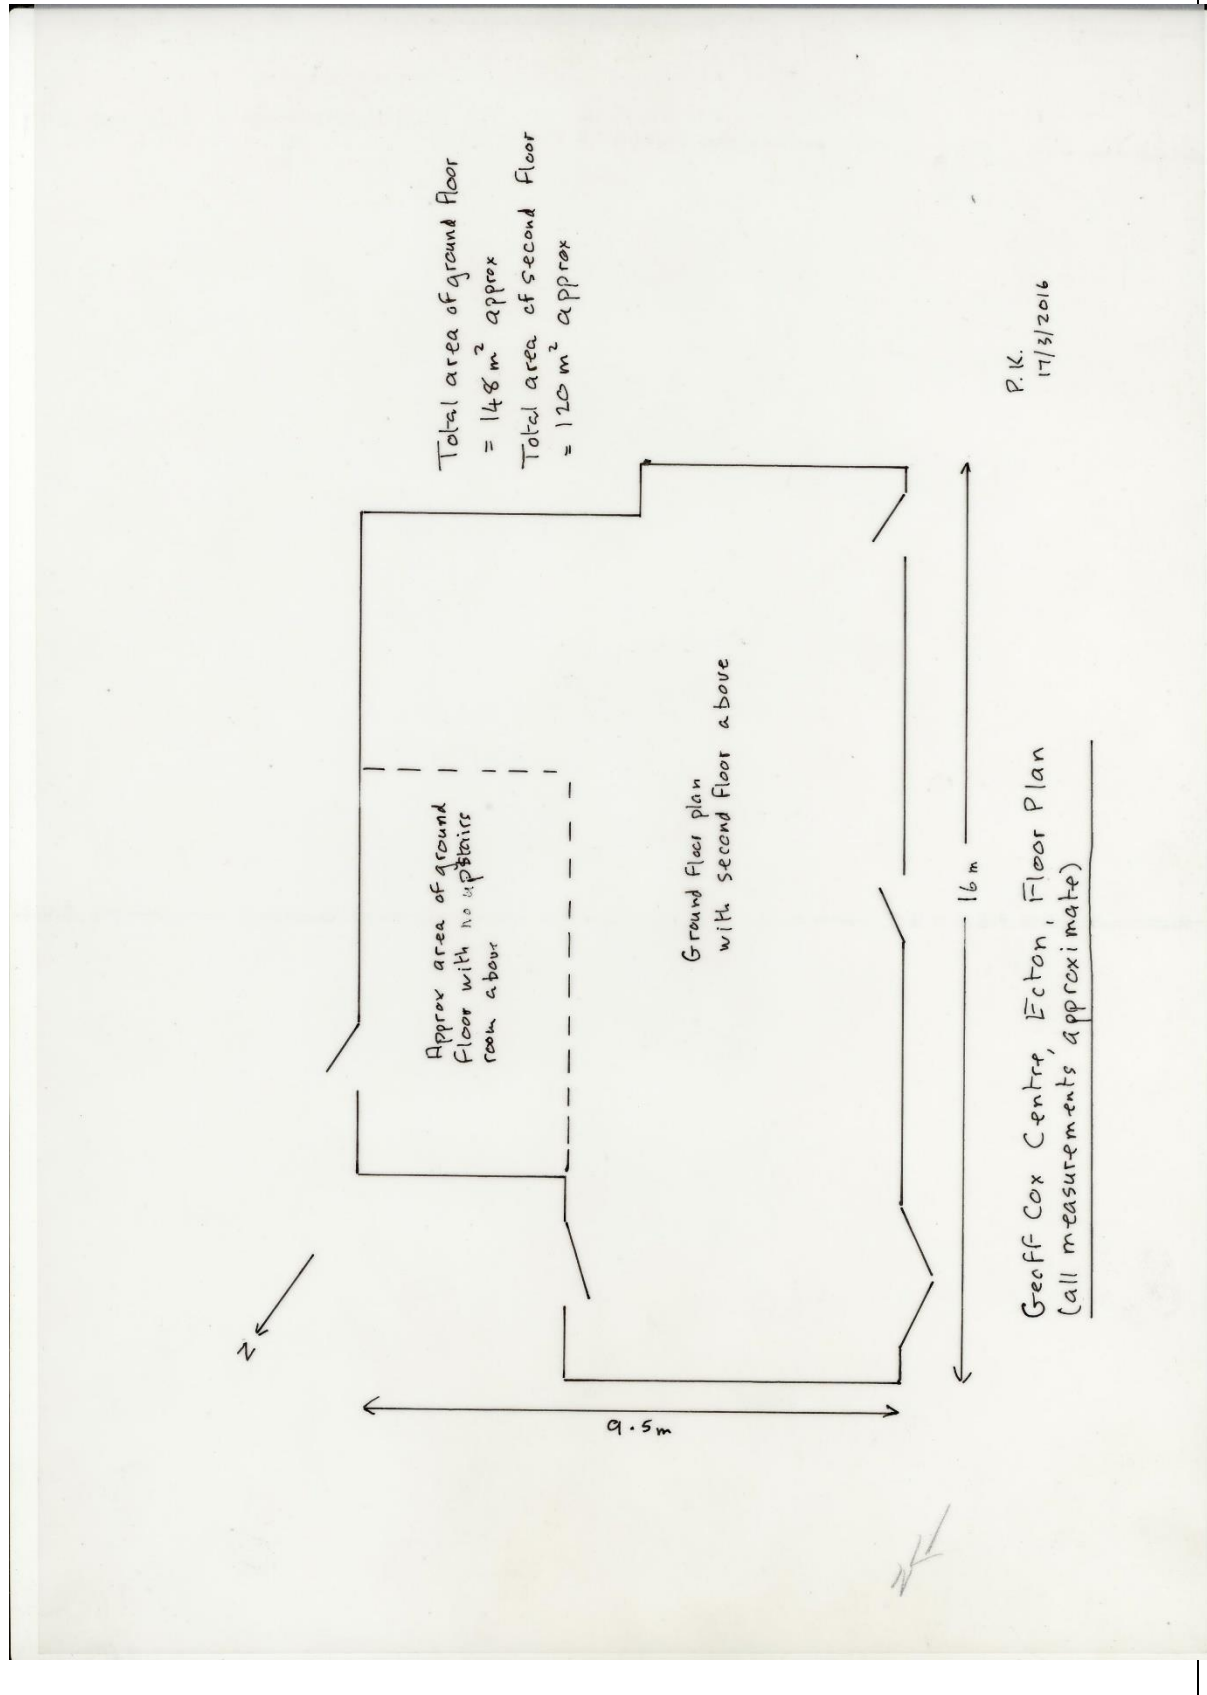 Total area of ground floor
= 148 m² approx
Total area of second floor
= 120 m² approx
Approx area of ground
floor with no upstairs
room above
Ground floor plan
with second floor above
N
9.5m
16m
P.K.
17/3/2016
Geoff Cox Centre, Ecton, Floor Plan
(all measurements approximate)
N